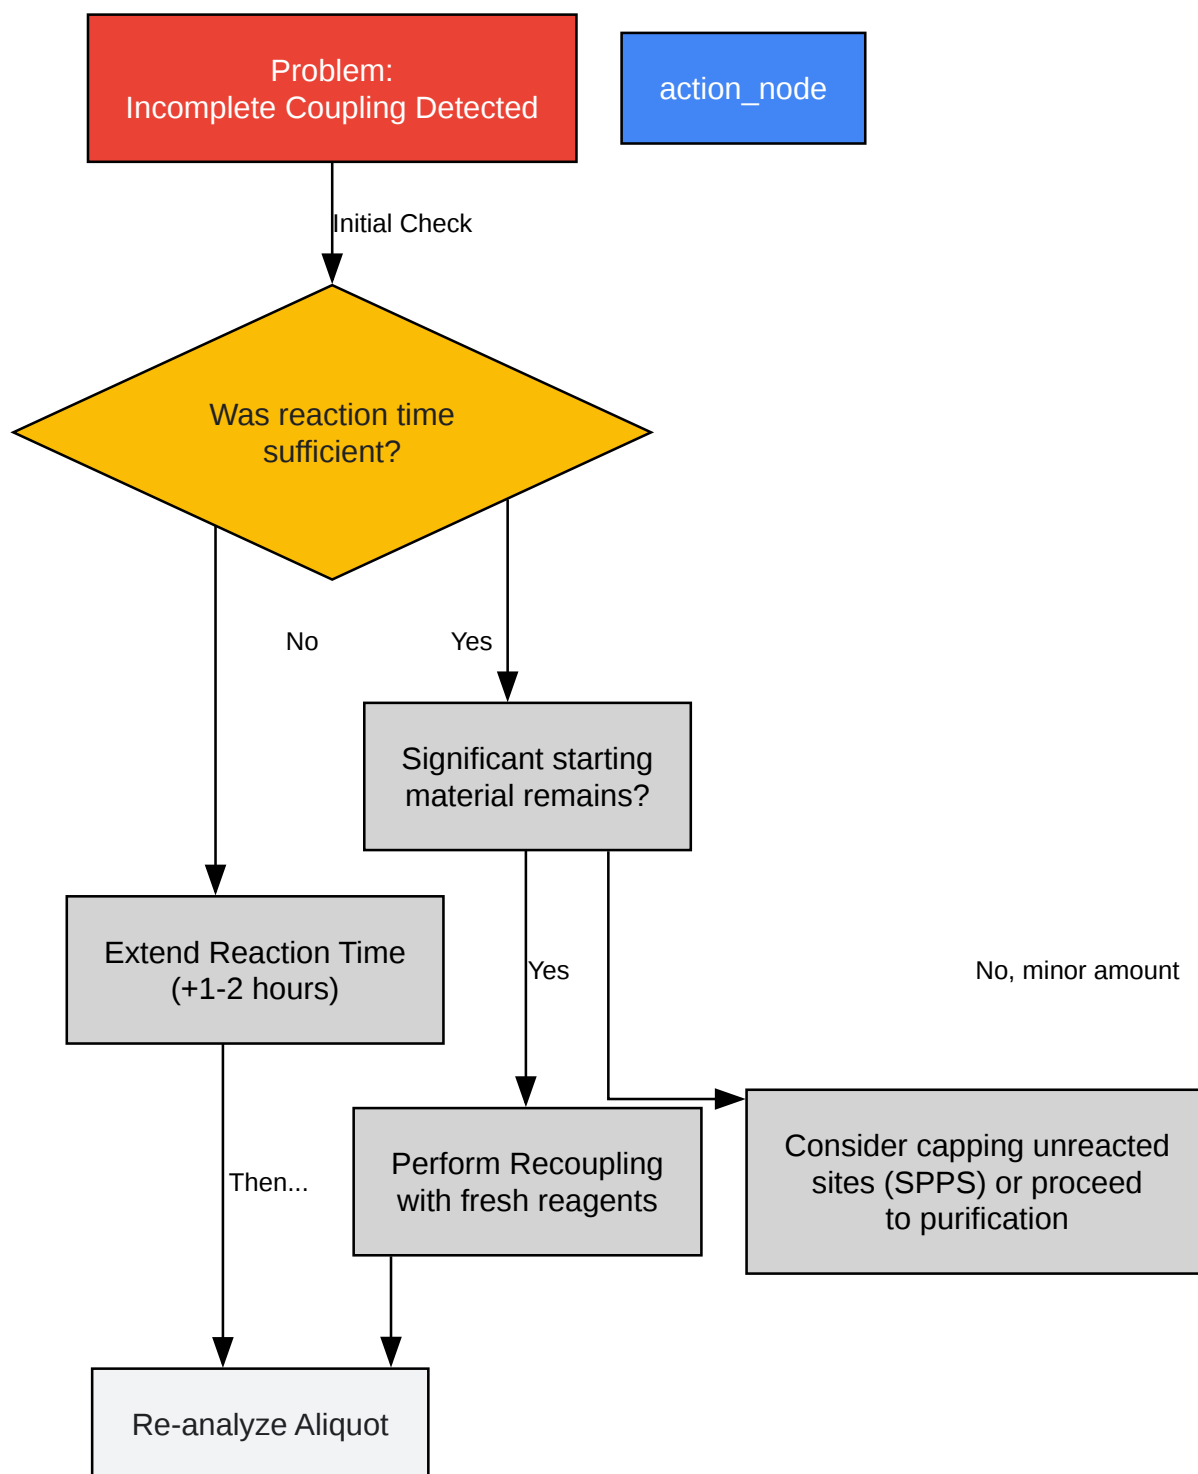 Problem:
Incomplete Coupling Detected
action_node
Initial Check
Was reaction time
sufficient?
No
Yes
Significant starting
material remains?
Extend Reaction Time
(+1-2 hours)
Yes
No, minor amount
Perform Recoupling
with fresh reagents
Consider capping unreacted
sites (SPPS) or proceed
to purification
Then...
Re-analyze Aliquot